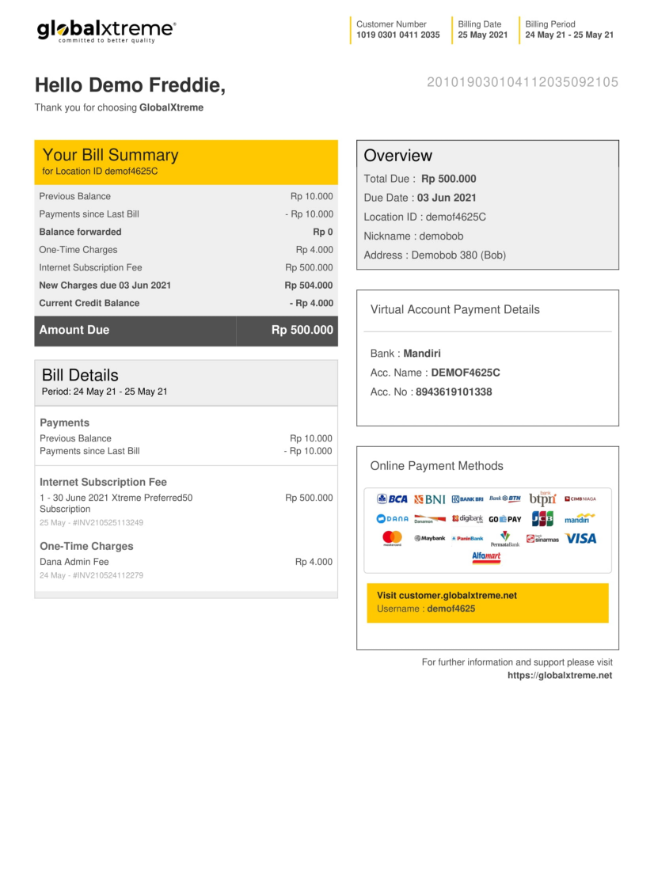 globalxtreme
committed to better quality
Customer Number
1019 0301 0411 2035
Billing Date
25 May 2021
Billing Period
24 May 21 - 25 May 21
Hello Demo Freddie,
Thank you for choosing GlobalXtreme
201019030104112035092105
Your Bill Summary
for Location ID demof4625C
Previous Balance Rp 10.000
Payments since Last Bill - Rp 10.000
Balance forwarded Rp 0
One-Time Charges Rp 4.000
Internet Subscription Fee Rp 500.000
New Charges due 03 Jun 2021 Rp 504.000
Current Credit Balance - Rp 4.000
Amount Due Rp 500.000
Bill Details
Period: 24 May 21 - 25 May 21
Payments
Previous Balance Rp 10.000
Payments since Last Bill - Rp 10.000
Internet Subscription Fee
1 - 30 June 2021 Xtreme Preferred50 Rp 500.000
Subscription
25 May - #INV210525113249
One-Time Charges
Dana Admin Fee Rp 4.000
24 May - #INV210524112279
Overview
Total Due : Rp 500.000
Due Date : 03 Jun 2021
Location ID : demof4625C
Nickname : demobob
Address : Demobob 380 (Bob)
Virtual Account Payment Details
Bank : Mandiri
Acc. Name : DEMOF4625C
Acc. No : 8943619101338
Online Payment Methods
BCA BNI BANK BRI Bank BTN btpn CIMB NIAGA
DANA Danamon digibank GOPAY JCB mandiri
Maybank PaninBank PermataBank sinarmas VISA
Alfamart
Visit customer.globalxtreme.net
Username : demof4625
For further information and support please visit
https://globalxtreme.net